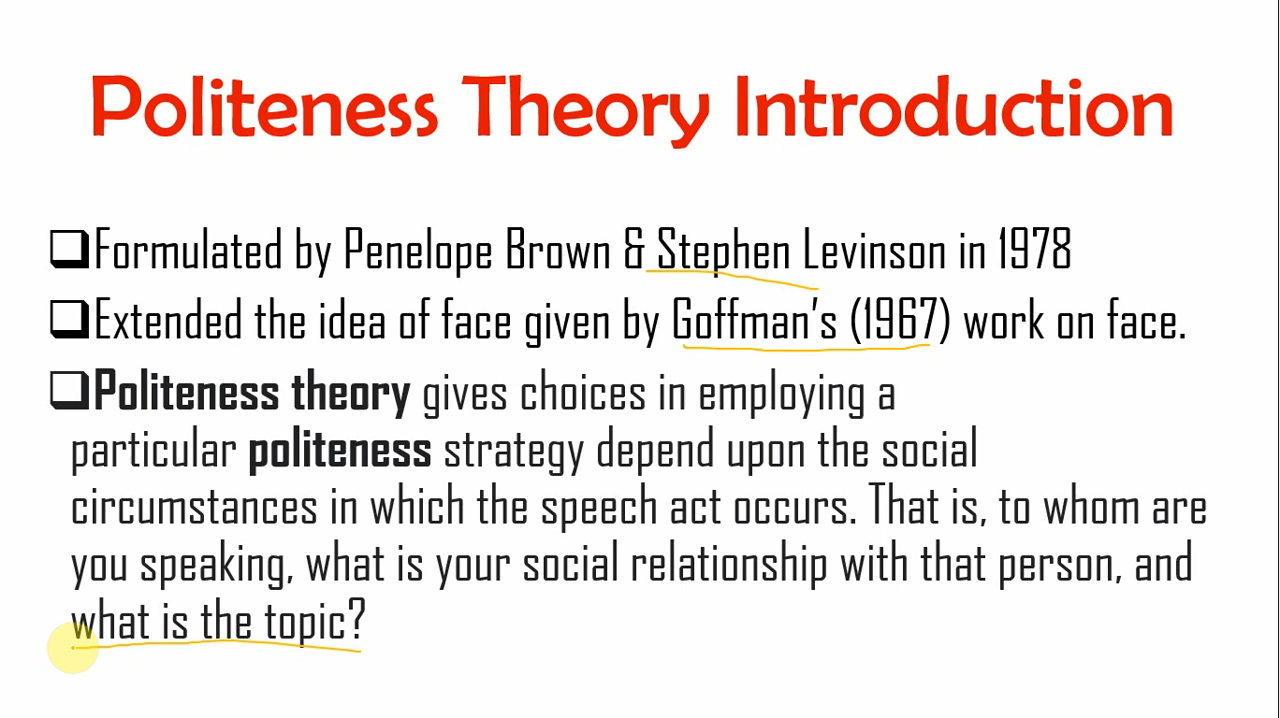 Politeness Theory Introduction
Formulated by Penelope Brown & Stephen Levinson in 1978
Extended the idea of face given by Goffman's (1967) work on face.
Politeness theory gives choices in employing a
particular politeness strategy depend upon the social
circumstances in which the speech act occurs. That is, to whom are
you speaking, what is your social relationship with that person, and
what is the topic?